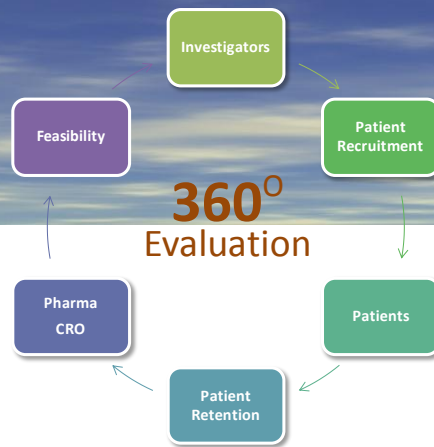 Investigators
Patient
Recruitment
Patients
Patient
Retention
Pharma
CRO
Feasibility
360°
Evaluation